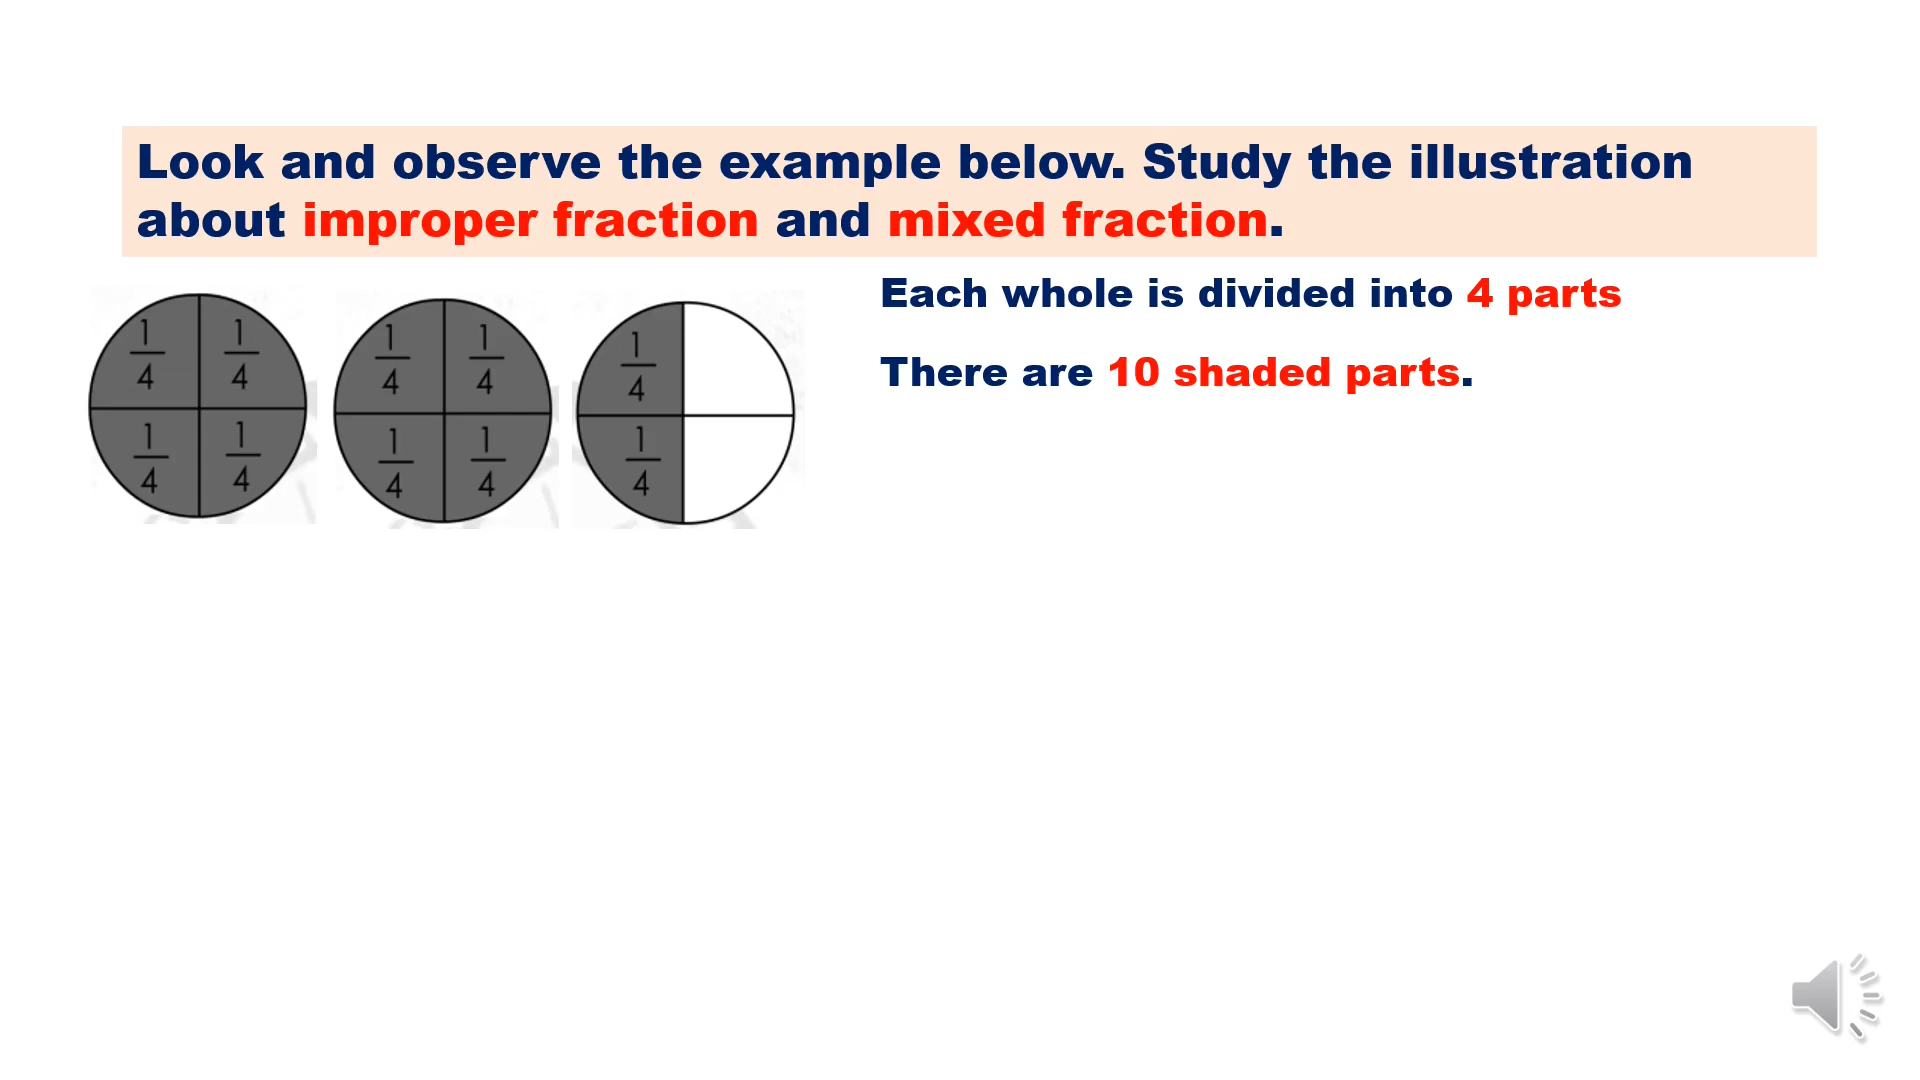 Look and observe the example below. Study the illustration
about improper fraction and mixed fraction.
Each whole is divided into 4 parts
There are 10 shaded parts.
1/4 1/4 1/4 1/4 1/4
1/4 1/4 1/4 1/4 1/4